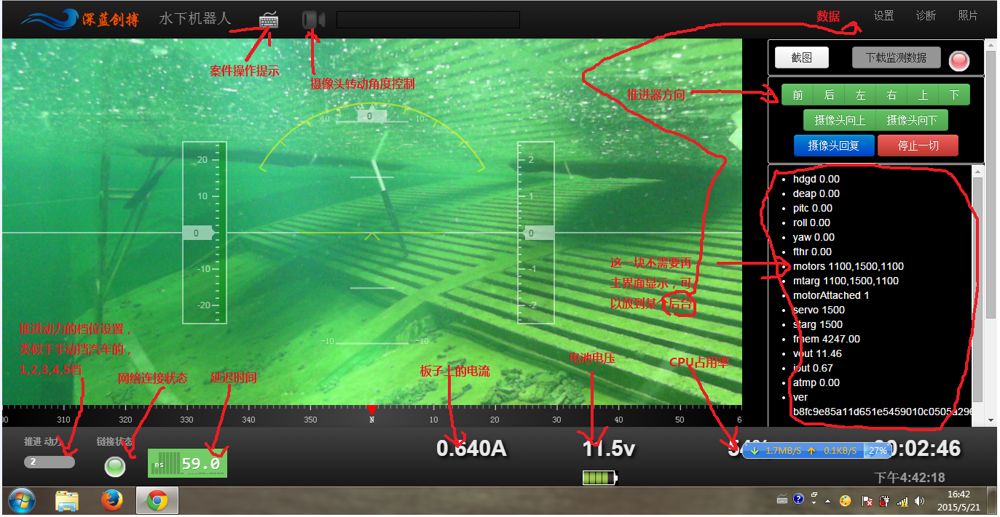 深蓝创搏 水下机器人
数据 设置 诊断 照片
案件操作提示
摄像头转动角度控制
截图 下载监测数据
推进器方向
前 后 左 右 上 下
摄像头向上 摄像头向下
摄像头回复 停止一切
-10 0 10-
20 2
10 1
0 0
-10 -1
-20 -2
-10 -10
hdgd 0.00
deap 0.00
pitc 0.00
roll 0.00
yaw 0.00
fthr 0.00
motors 1100,1500,1100
mtarg 1100,1500,1100
motorAttached 1
servo 1500
starg 1500
fmem 4247.00
vout 11.46
iout 0.67
atmp 0.00
ver
b8fc9e85a11d651e5459010c0505a296
这一块不需要再
主界面显示，可
以放到某个后台
推进动力的档位设置，
类似于手动挡汽车的，
1,2,3,4,5档
网络连接状态 延迟时间
板子上的电流
电池电压
CPU占用率
00 310 320 330 340 350 N 10 20 30 40 50 6
推进 动力 链接状态
2
ms 59.0
0.640A 11.5v 54% 00:02:46
1.7MB/S 0.1KB/S 27%
下午4:42:18
16:42
2015/5/21